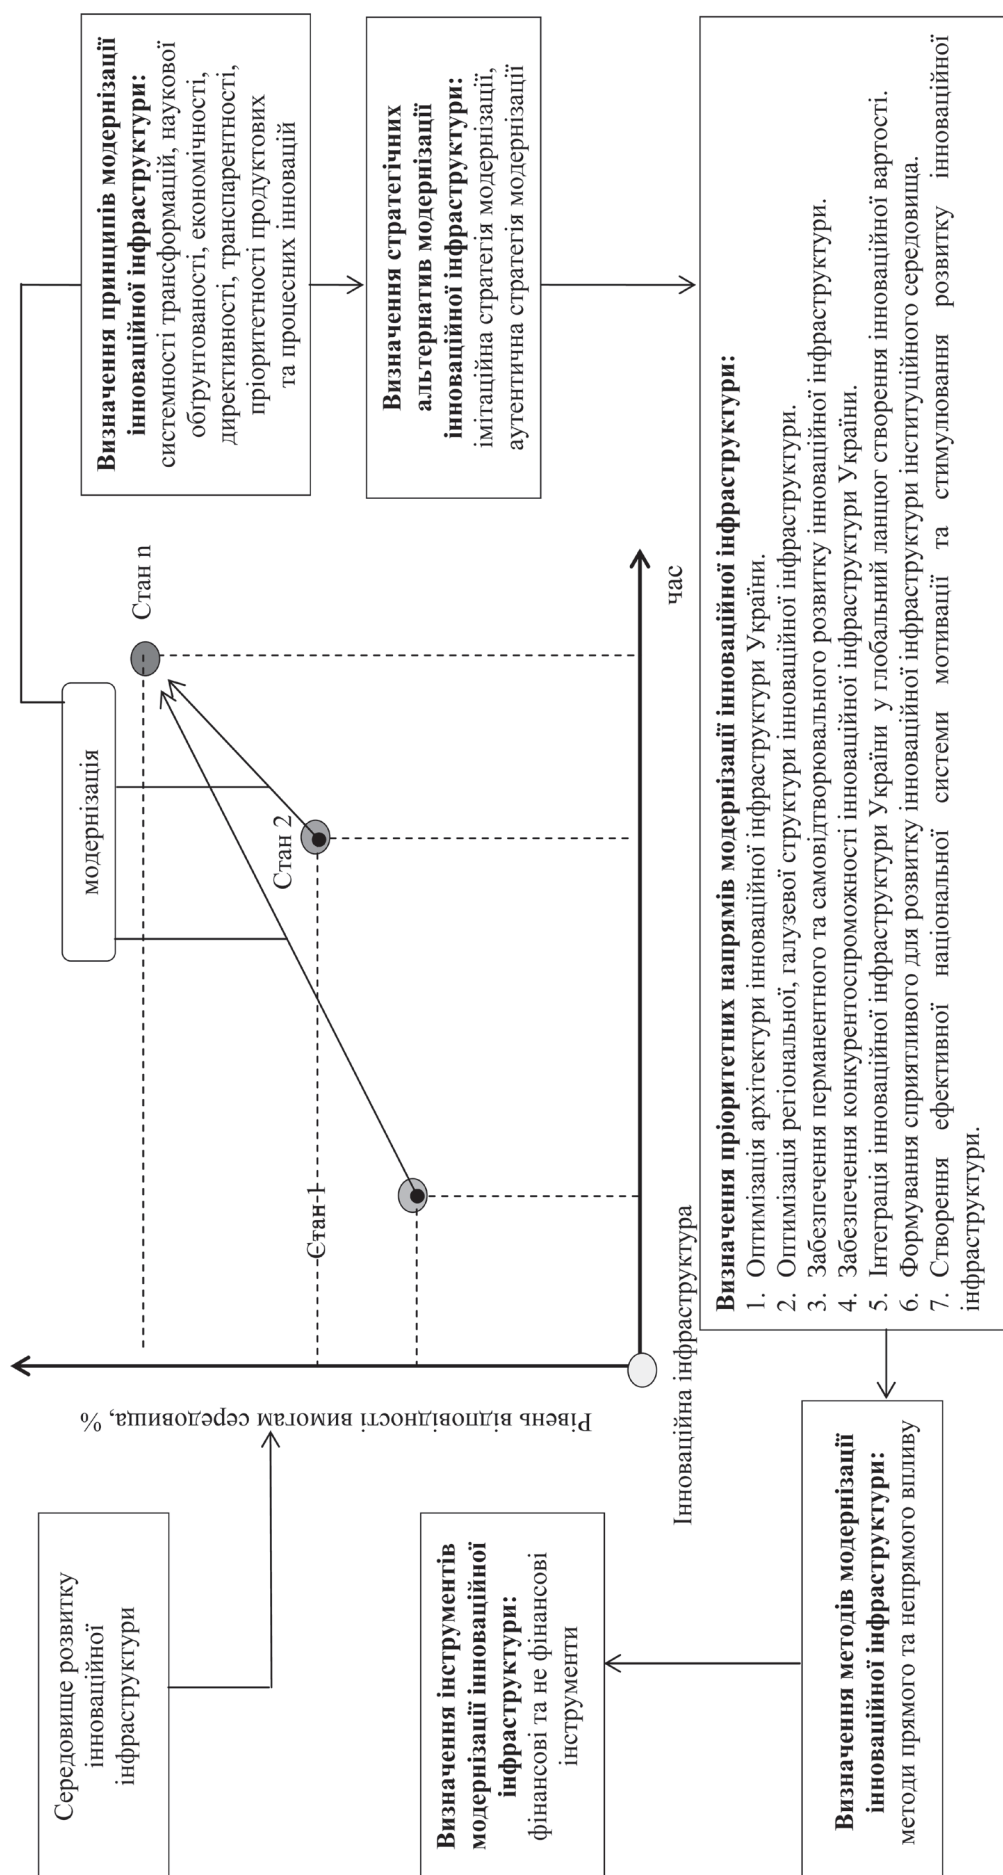 Середовище розвитку
інноваційної
інфраструктури
Рівень відповідності вимогам середовища, %
модернізація
Стан n
Стан 2
Стан 1
час
Інноваційна інфраструктура
Визначення принципів модернізації
інноваційної інфраструктури:
системності трансформацій, наукової
обґрунтованості, економічності,
директивності, транспарентності,
пріоритетності продуктових
та процесних інновацій
Визначення стратегічних
альтернатив модернізації
інноваційної інфраструктури:
імітаційна стратегія модернізації,
аутентична стратегія модернізації
Визначення пріоритетних напрямів модернізації інноваційної інфраструктури:
1. Оптимізація архітектури інноваційної інфраструктури України.
2. Оптимізація регіональної, галузевої структури інноваційної інфраструктури.
3. Забезпечення перманентного та самовідтворювального розвитку інноваційної інфраструктури.
4. Забезпечення конкурентоспроможності інноваційної інфраструктури України.
5. Інтеграція інноваційної інфраструктури України у глобальний ланцюг створення інноваційної вартості.
6. Формування сприятливого для розвитку інноваційної інфраструктури інституційного середовища.
7. Створення ефективної національної системи мотивації та стимулювання розвитку інноваційної
інфраструктури.
Визначення методів модернізації
інноваційної інфраструктури:
методи прямого та непрямого впливу
Визначення інструментів
модернізації інноваційної
інфраструктури:
фінансові та не фінансові
інструменти